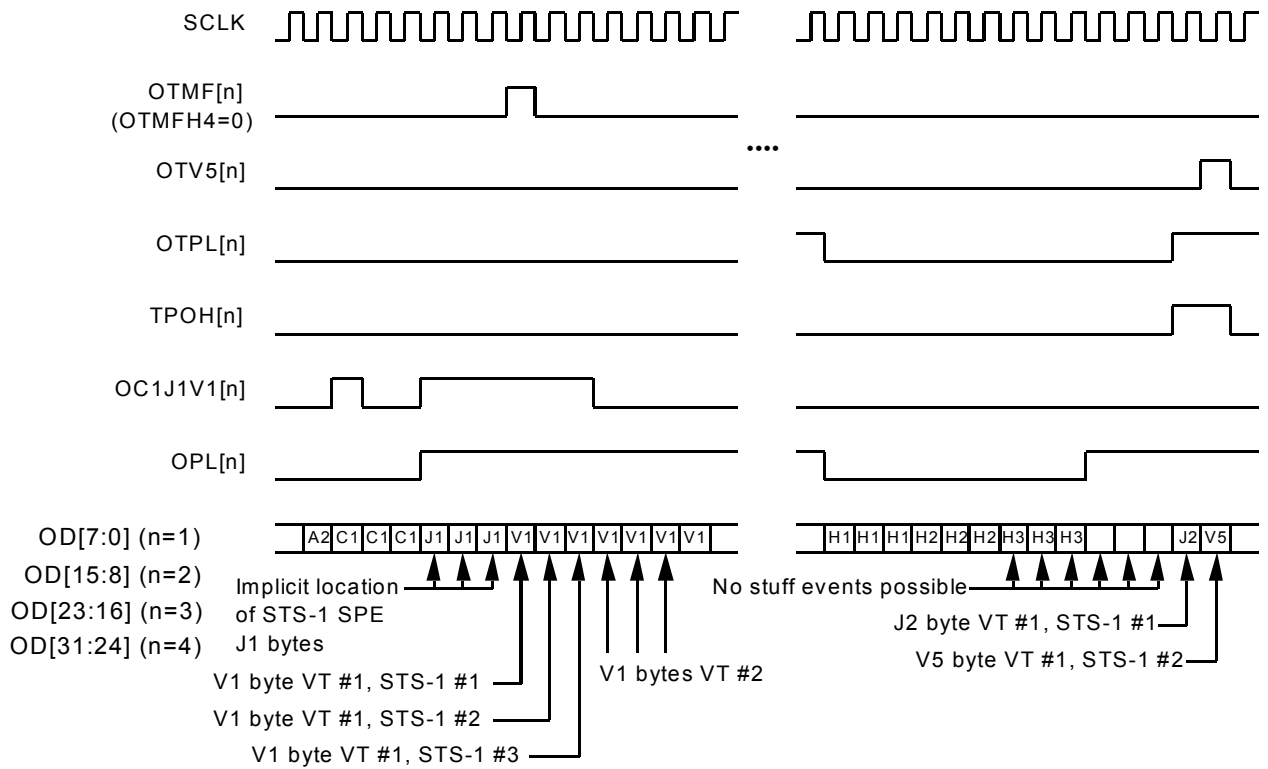 SCLK
OTMF[n]
(OTMFH4=0)
....
OTV5[n]
OTPL[n]
TPOH[n]
OC1J1V1[n]
OPL[n]
OD[7:0] (n=1)
A2 C1 C1 C1 J1 J1 J1 V1 V1 V1 V1 V1 V1 V1
H1 H1 H1 H2 H2 H2 H3 H3 H3 J2 V5
OD[15:8] (n=2)
OD[23:16] (n=3)
OD[31:24] (n=4)
Implicit location
of STS-1 SPE
J1 bytes
No stuff events possible
J2 byte VT #1, STS-1 #1
V5 byte VT #1, STS-1 #2
V1 bytes VT #2
V1 byte VT #1, STS-1 #1
V1 byte VT #1, STS-1 #2
V1 byte VT #1, STS-1 #3